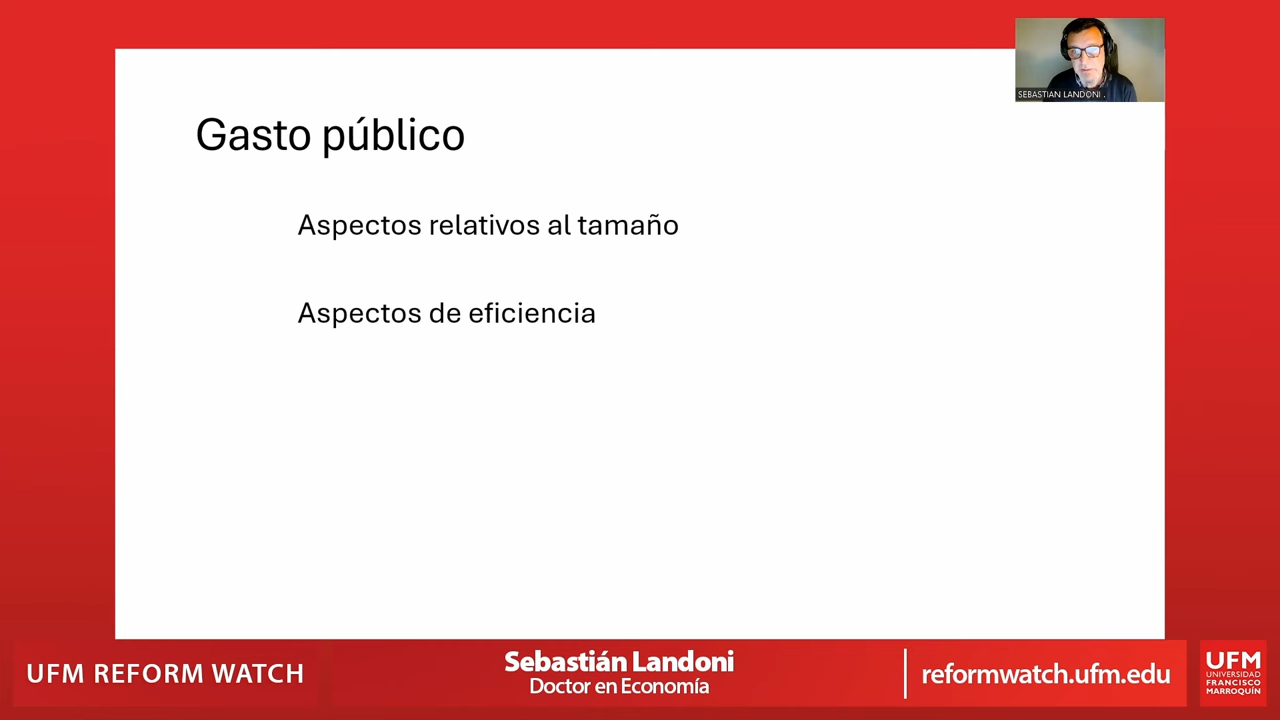 SEBASTIAN LANDONI .
Gasto público
Aspectos relativos al tamaño
Aspectos de eficiencia
UFM REFORM WATCH
Sebastián Landoni
Doctor en Economía
reformwatch.ufm.edu
UFM
UNIVERSIDAD
FRANCISCO
MARROQUÍN